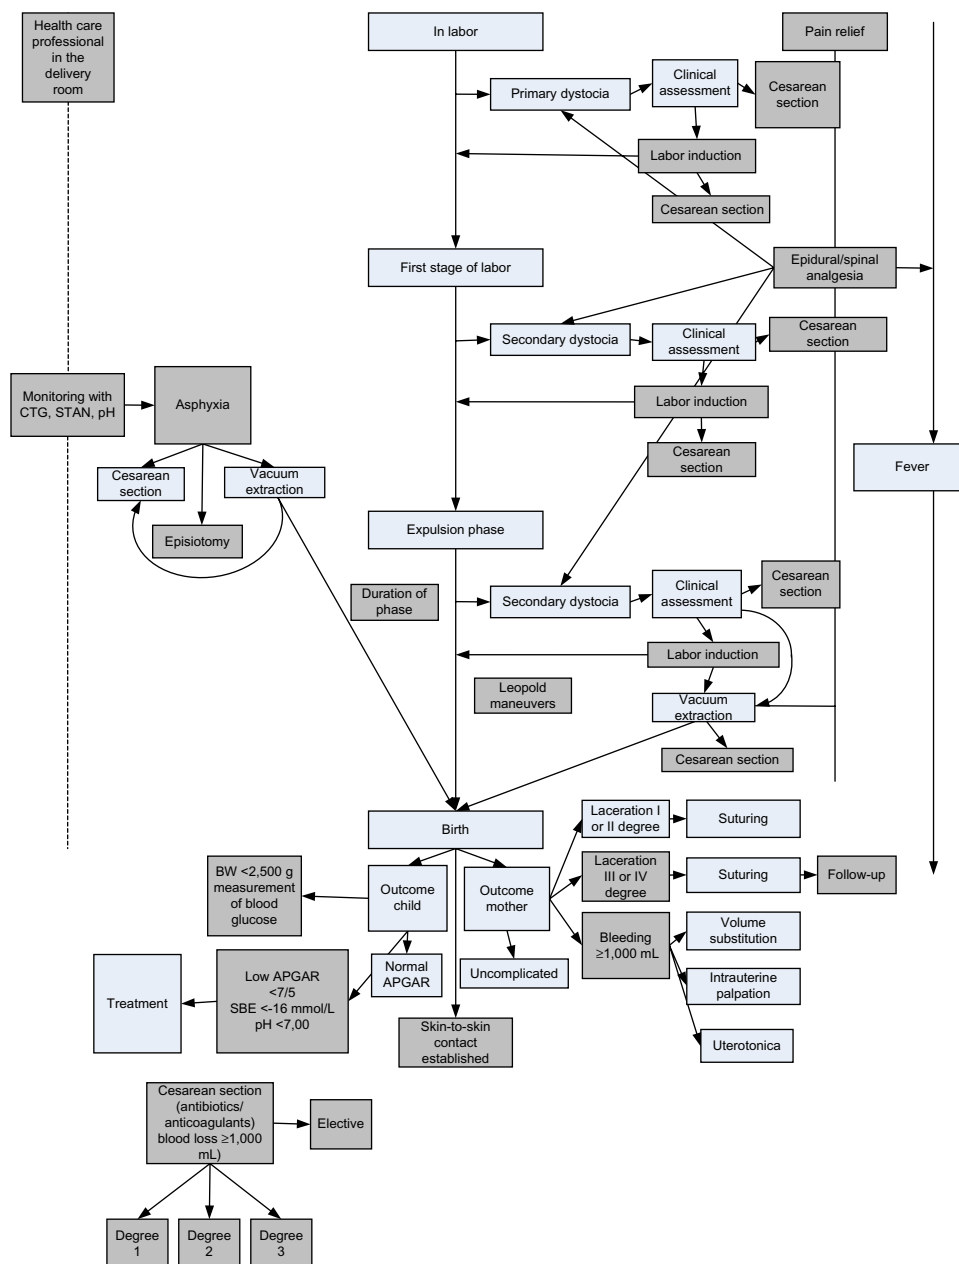 Health care
professional
in the
delivery
room
In labor
Pain relief
Primary dystocia
Clinical
assessment
Cesarean
section
Labor induction
Cesarean section
First stage of labor
Epidural/spinal
analgesia
Secondary dystocia
Clinical
assessment
Cesarean
section
Monitoring with
CTG, STAN, pH
Asphyxia
Labor induction
Cesarean
section
Cesarean
section
Vacuum
extraction
Fever
Episiotomy
Expulsion phase
Duration of
phase
Secondary dystocia
Clinical
assessment
Cesarean
section
Labor induction
Leopold
maneuvers
Vacuum
extraction
Cesarean section
Birth
Laceration I
or II degree
Suturing
BW <2,500 g
measurement
of blood
glucose
Outcome
child
Outcome
mother
Laceration
III or IV
degree
Suturing
Follow-up
Bleeding
≥1,000 mL
Volume
substitution
Treatment
Low APGAR
<7/5
SBE <-16 mmol/L
pH <7,00
Normal
APGAR
Uncomplicated
Intrauterine
palpation
Skin-to-skin
contact
established
Uterotonica
Cesarean section
(antibiotics/
anticoagulants)
blood loss ≥1,000
mL)
Elective
Degree
1
Degree
2
Degree
3